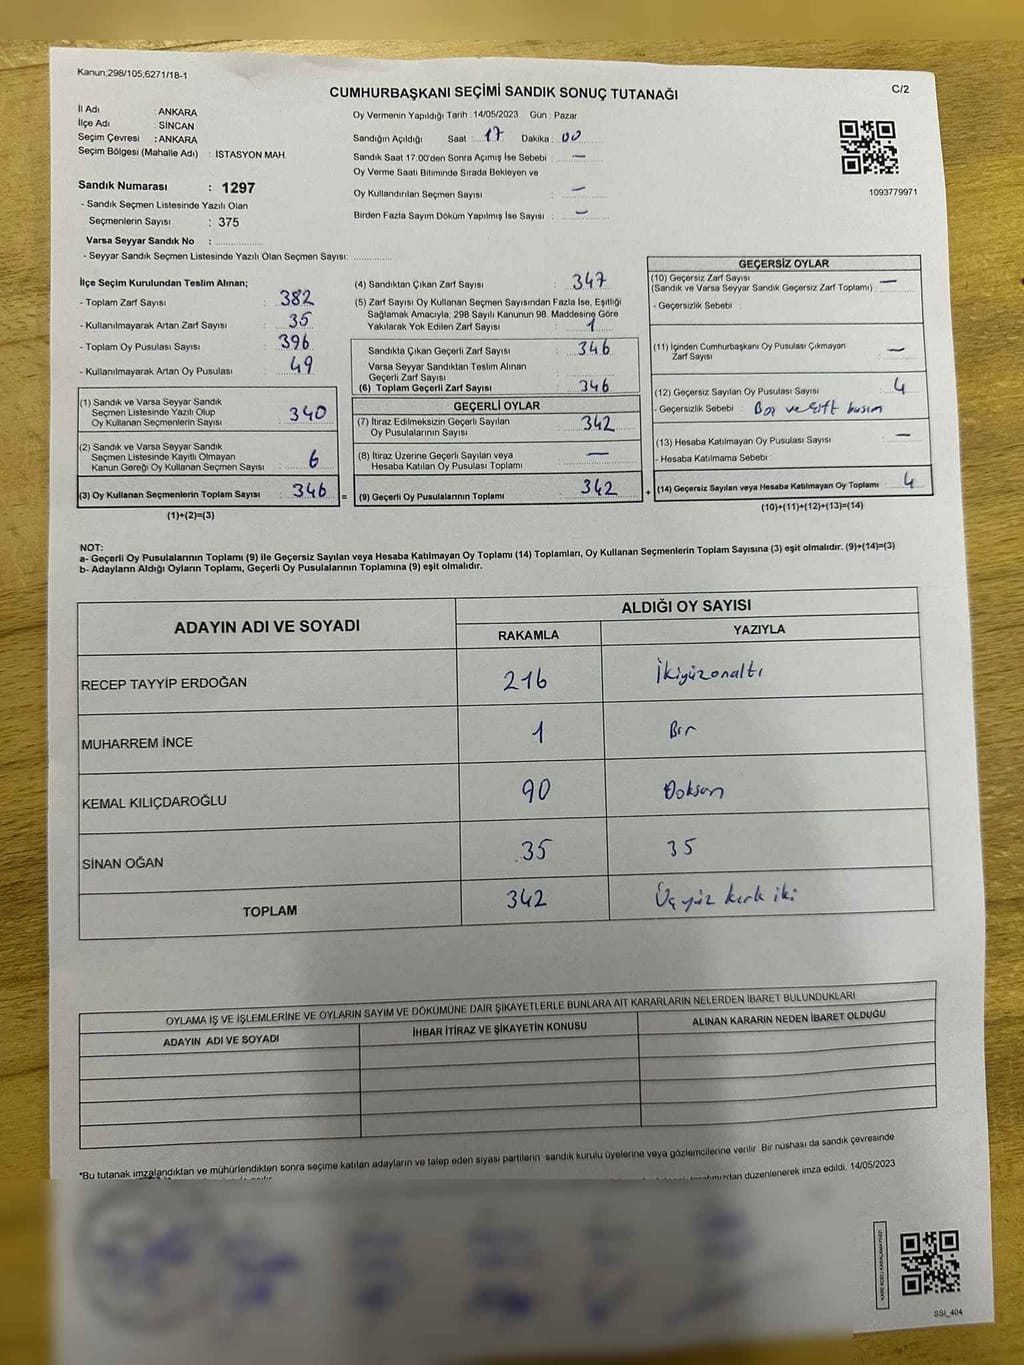 Kanun;298/105,6271/18-1
CUMHURBAŞKANI SEÇİMİ SANDIK SONUÇ TUTANAĞI
C/2
İl Adı : ANKARA
İlçe Adı : SİNCAN
Seçim Çevresi : ANKARA
Seçim Bölgesi (Mahalle Adı) : İSTASYON MAH.
Oy Vermenin Yapıldığı Tarih : 14/05/2023 Gün : Pazar
Sandığın Açıldığı Saat : 17 Dakika : 00
Sandık Saat 17.00'den Sonra Açımış İse Sebebi : —
Oy Verme Saati Bitiminde Sırada Bekleyen ve
Oy Kullandırılan Seçmen Sayısı : —
Birden Fazla Sayım Döküm Yapılmış İse Sayısı : —
1093779971
Sandık Numarası : 1297
- Sandık Seçmen Listesinde Yazılı Olan
Seçmenlerin Sayısı : 375
Varsa Seyyar Sandık No :
- Seyyar Sandık Seçmen Listesinde Yazılı Olan Seçmen Sayısı:
İlçe Seçim Kurulundan Teslim Alınan;
- Toplam Zarf Sayısı : 382
- Kullanılmayarak Artan Zarf Sayısı : 35
- Toplam Oy Pusulası Sayısı : 396
- Kullanılmayarak Artan Oy Pusulası : 49
(1) Sandık ve Varsa Seyyar Sandık
Seçmen Listesinde Yazılı Olup
Oy Kullanan Seçmenlerin Sayısı : 340
(2) Sandık ve Varsa Seyyar Sandık
Seçmen Listesinde Kayıtlı Olmayan
Kanun Gereği Oy Kullanan Seçmen Sayısı : 6
(3) Oy Kullanan Seçmenlerin Toplam Sayısı : 346 =
(1)+(2)=(3)
(4) Sandıktan Çıkan Zarf Sayısı : 347
(5) Zarf Sayısı Oy Kullanan Seçmen Sayısından Fazla İse, Eşitliği
Sağlamak Amacıyla, 298 Sayılı Kanunun 98. Maddesine Göre
Yakılarak Yok Edilen Zarf Sayısı : 1
Sandıkta Çıkan Geçerli Zarf Sayısı : 346
Varsa Seyyar Sandıktan Teslim Alınan
Geçerli Zarf Sayısı :
(6) Toplam Geçerli Zarf Sayısı : 346
GEÇERLİ OYLAR
(7) İtiraz Edilmeksizin Geçerli Sayılan
Oy Pusulalarının Sayısı : 342
(8) İtiraz Üzerine Geçerli Sayılan veya
Hesaba Katılan Oy Pusulası Toplamı : —
(9) Geçerli Oy Pusulalarının Toplamı : 342 +
GEÇERSİZ OYLAR
(10) Geçersiz Zarf Sayısı
(Sandık ve Varsa Seyyar Sandık Geçersiz Zarf Toplamı) : —
- Geçersizlik Sebebi :
(11) İçinden Cumhurbaşkanı Oy Pusulası Çıkmayan
Zarf Sayısı : —
(12) Geçersiz Sayılan Oy Pusulası Sayısı : 4
- Geçersizlik Sebebi : Boş ve çift basım
(13) Hesaba Katılmayan Oy Pusulası Sayısı : —
- Hesaba Katılmama Sebebi :
(14) Geçersiz Sayılan veya Hesaba Katılmayan Oy Toplamı : 4
(10)+(11)+(12)+(13)=(14)
NOT:
a- Geçerli Oy Pusulalarının Toplamı (9) ile Geçersiz Sayılan veya Hesaba Katılmayan Oy Toplamı (14) Toplamları, Oy Kullanan Seçmenlerin Toplam Sayısına (3) eşit olmalıdır. (9)+(14)=(3)
b- Adayların Aldığı Oyların Toplamı, Geçerli Oy Pusulalarının Toplamına (9) eşit olmalıdır.
ADAYIN ADI VE SOYADI
ALDIĞI OY SAYISI
RAKAMLA YAZIYLA
RECEP TAYYİP ERDOĞAN 216 İkiyüzonaltı
MUHARREM İNCE 1 Bir
KEMAL KILIÇDAROĞLU 90 Doksan
SİNAN OĞAN 35 35
TOPLAM 342 Üçyüz kırk iki
OYLAMA İŞ VE İŞLEMLERİNE VE OYLARIN SAYIM VE DÖKÜMÜNE DAİR ŞİKAYETLERLE BUNLARA AİT KARARLARIN NELERDEN İBARET BULUNDUKLARI
ADAYIN ADI VE SOYADI İHBAR İTİRAZ VE ŞİKAYETİN KONUSU ALINAN KARARIN NEDEN İBARET OLDUĞU
*Bu tutanak imzalandıktan ve mühürlendikten sonra seçime katılan adayların ve talep eden siyasi partilerin sandık kurulu üyelerine veya gözlemcilerine verilir. Bir nüshası da sandık çevresinde
tarafımızdan düzenlenerek imza edildi. 14/05/2023
KARE KODU KARALAMAYINIZ!
SSI_404